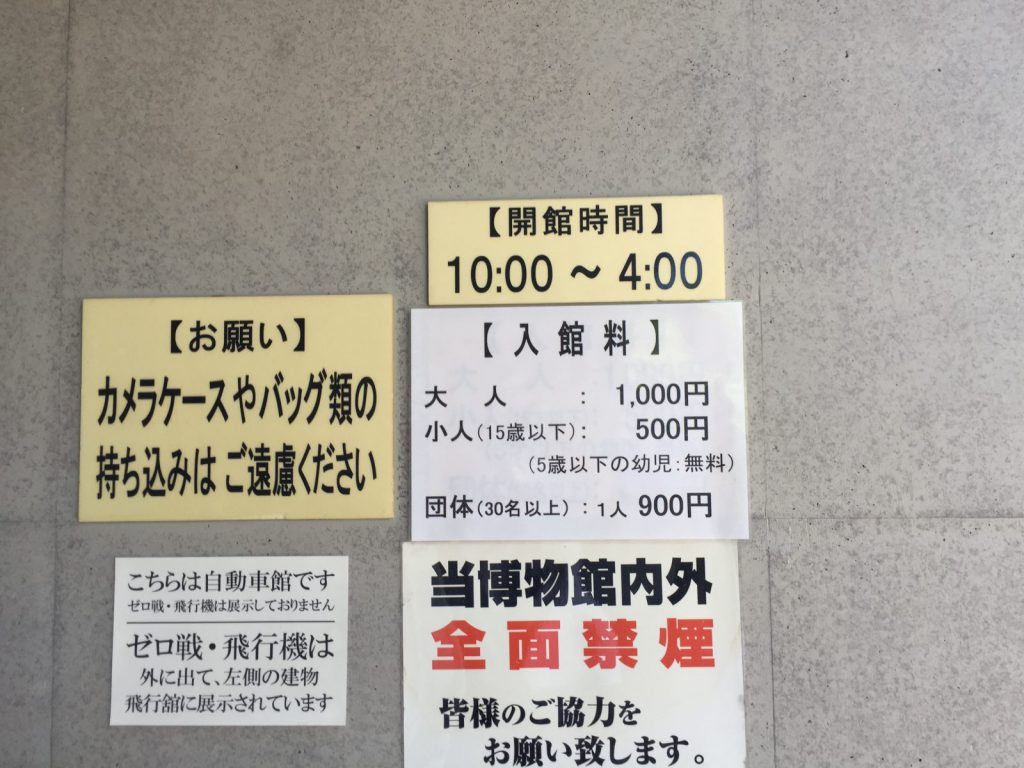 【開館時間】
10:00 ~ 4:00
【お願い】
カメラケースやバッグ類の
持ち込みは ご遠慮ください
【入館料】
大人 : 1,000円
小人(15歳以下): 500円
(5歳以下の幼児:無料)
団体(30名以上): 1人 900円
こちらは自動車館です
ゼロ戦・飛行機は展示しておりません
ゼロ戦・飛行機は
外に出て、左側の建物
飛行舘に展示されています
当博物館内外
全面禁煙
皆様のご協力を
お願い致します。